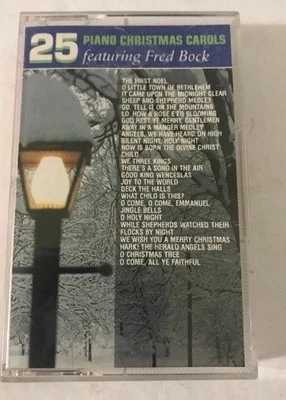 25 PIANO CHRISTMAS CAROLS
featuring Fred Bock
THE FIRST NOEL
O LITTLE TOWN OF BETHLEHEM
IT CAME UPON THE MIDNIGHT CLEAR
SHEEP AND SHEPHERD MEDLEY
GO, TELL IT ON THE MOUNTAING
LO, HOW A ROSE E'ER BLOOMING
GOD REST YE MERRY, GENTLEMEN
AWAY IN A MANGER MEDLEY
ANGELS, WE HAVE HEARD ON HIGH
SILENT NIGHT, HOLY NIGHT
NOW IS BORN THE DIVINE CHRIST
CHILD
WE THREE KINGS
THERE'S A SONG IN THE AIR
GOOD KING WENCESLAS
JOY TO THE WORLD
DECK THE HALLS
WHAT CHILD IS THIS?
O COME, O COME, EMMANUEL
JINGLE BELLS
O HOLY NIGHT
WHILE SHEPHERDS WATCHED THEIR
FLOCKS BY NIGHT
WE WISH YOU A MERRY CHRISTMAS
HARK! THE HERALD ANGELS SING
O CHRISTMAS TREE
O COME, ALL YE FAITHFUL